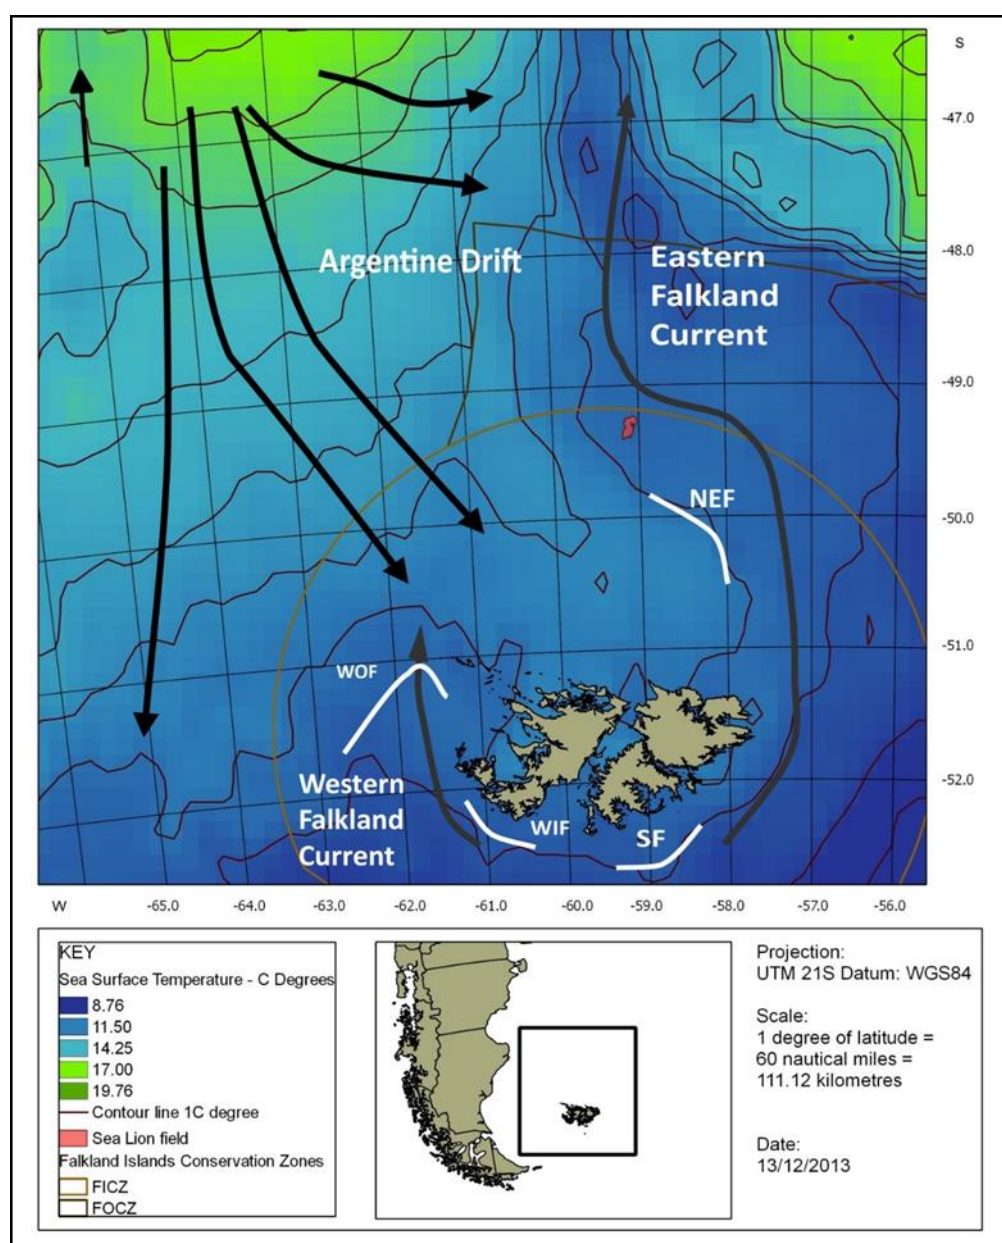 S
-47.0
Argentine Drift
Eastern
Falkland
Current
-48.0
-49.0
NEF
-50.0
-51.0
WOF
Western
Falkland
Current
WIF
SF
-52.0
W
-65.0
-64.0
-63.0
-62.0
-61.0
-60.0
-59.0
-58.0
-57.0
-56.0
KEY
Sea Surface Temperature - C Degrees
8.76
11.50
14.25
17.00
19.76
Contour line 1C degree
Sea Lion field
Falkland Islands Conservation Zones
FICZ
FOCZ
Projection:
UTM 21S Datum: WGS84
Scale:
1 degree of latitude =
60 nautical miles =
111.12 kilometres
Date:
13/12/2013